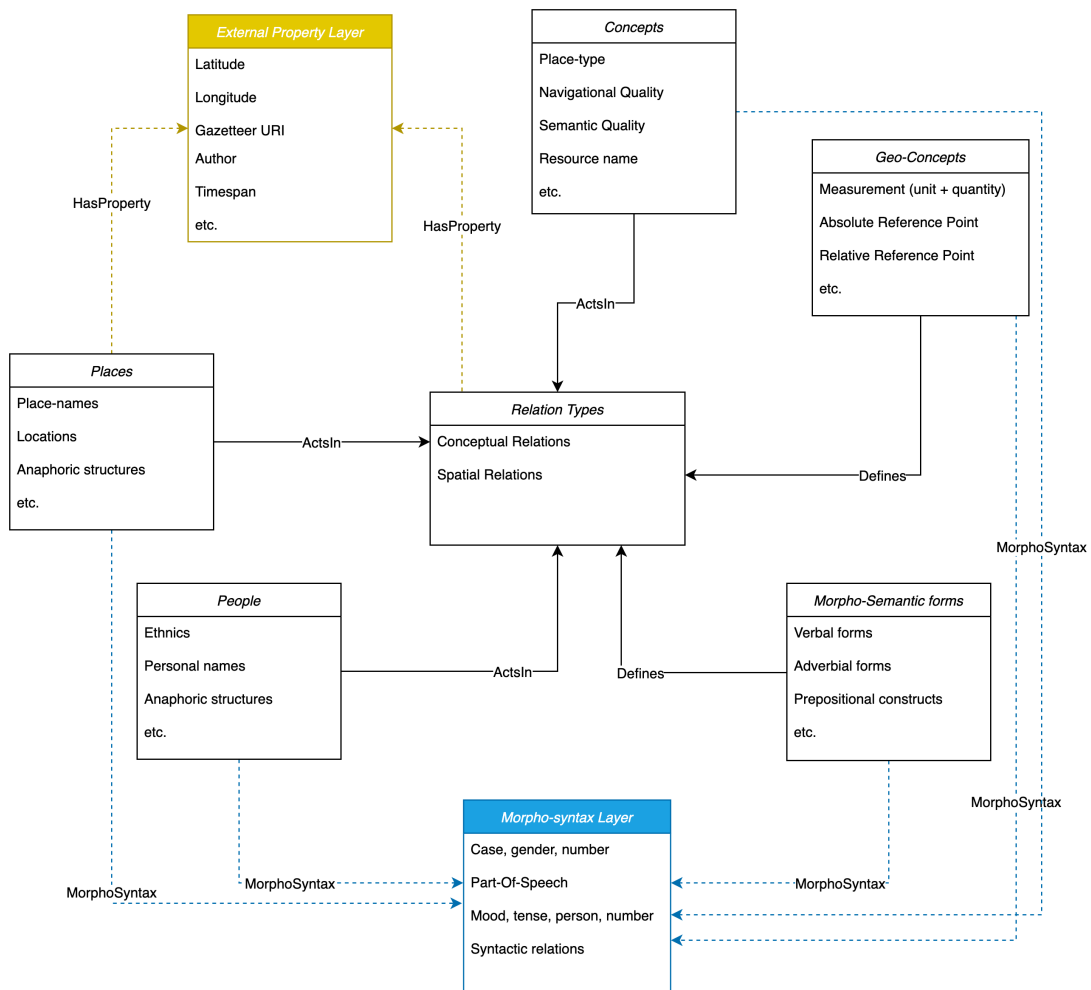 External Property Layer
Latitude
Longitude
Gazetteer URI
Author
Timespan
etc.
Concepts
Place-type
Navigational Quality
Semantic Quality
Resource name
etc.
Geo-Concepts
Measurement (unit + quantity)
Absolute Reference Point
Relative Reference Point
etc.
HasProperty
HasProperty
ActsIn
Places
Place-names
Locations
Anaphoric structures
etc.
ActsIn
Relation Types
Conceptual Relations
Spatial Relations
Defines
MorphoSyntax
People
Ethnics
Personal names
Anaphoric structures
etc.
ActsIn
Defines
Morpho-Semantic forms
Verbal forms
Adverbial forms
Prepositional constructs
etc.
MorphoSyntax
Morpho-syntax Layer
Case, gender, number
Part-Of-Speech
Mood, tense, person, number
Syntactic relations
MorphoSyntax
MorphoSyntax
MorphoSyntax